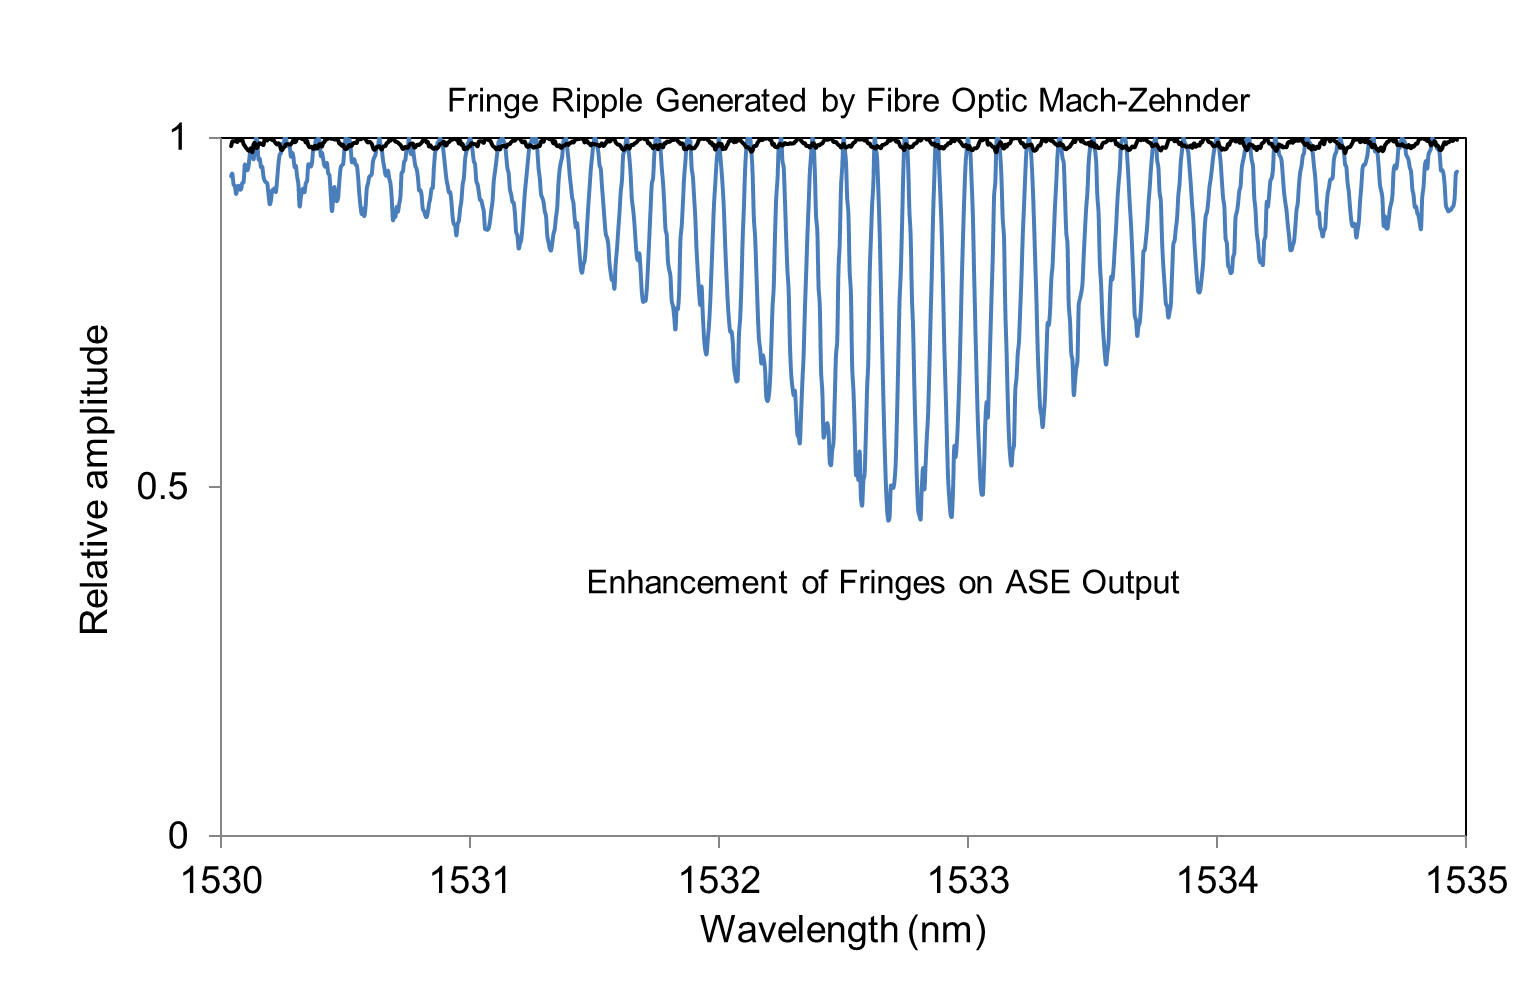 Fringe Ripple Generated by Fibre Optic Mach-Zehnder
1
0.5
0
Relative amplitude
Enhancement of Fringes on ASE Output
1530 1531 1532 1533 1534 1535
Wavelength (nm)